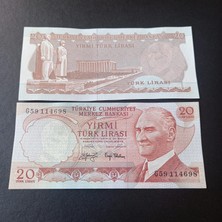 YİRMİ TÜRK LİRASI
TÜRK LİRASI
TÜRKİYE CUMHURİYET
MERKEZ BANKASI
20
G59 114698
YİRMİ
TÜRK LİRASI
20
G59 114698